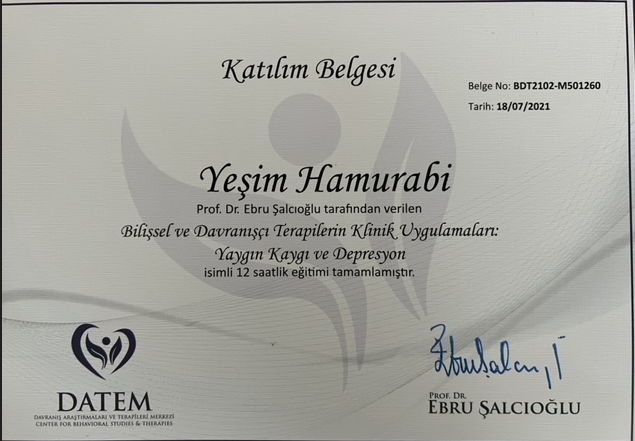 Katılım Belgesi
Belge No: BDT2102-M501260
Tarih: 18/07/2021
Yeşim Hamurabi
Prof. Dr. Ebru Şalcıoğlu tarafından verilen
Bilişsel ve Davranışçı Terapilerin Klinik Uygulamaları:
Yaygın Kaygı ve Depresyon
isimli 12 saatlik eğitimi tamamlamıştır.
DATEM
DAVRANIŞ ARAŞTIRMALARI VE TERAPİLERİ MERKEZİ
CENTER FOR BEHAVIORAL STUDIES & THERAPIES
PROF. DR.
EBRU ŞALCIOĞLU